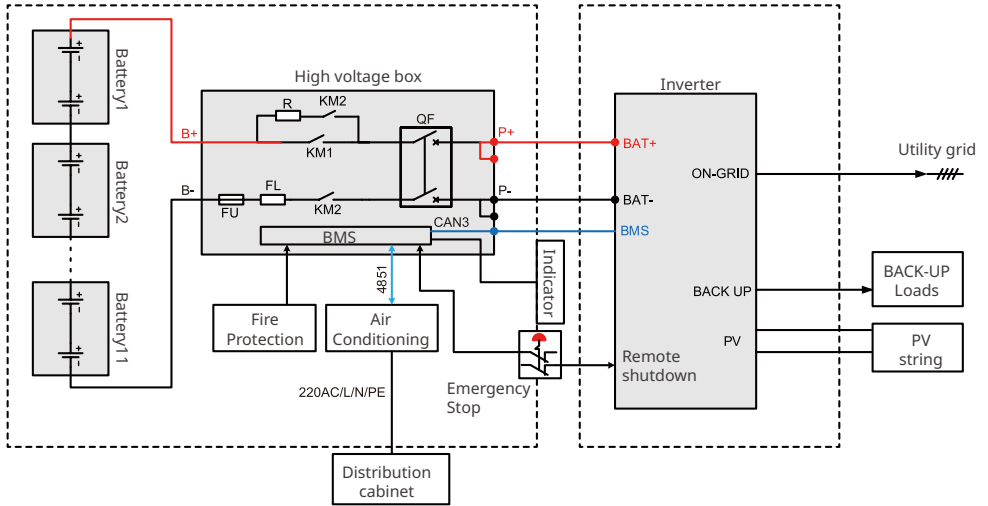 High voltage box
Inverter
Battery1
Battery2
Battery11
B+
B-
R
KM2
KM1
QF
P+
P-
FU
FL
KM2
CAN3
BMS
4851
Fire
Protection
Air
Conditioning
220AC/L/N/PE
Distribution
cabinet
Indicator
Emergency
Stop
BAT+
BAT-
BMS
ON-GRID
BACK UP
PV
Remote
shutdown
Utility grid
BACK-UP
Loads
PV
string